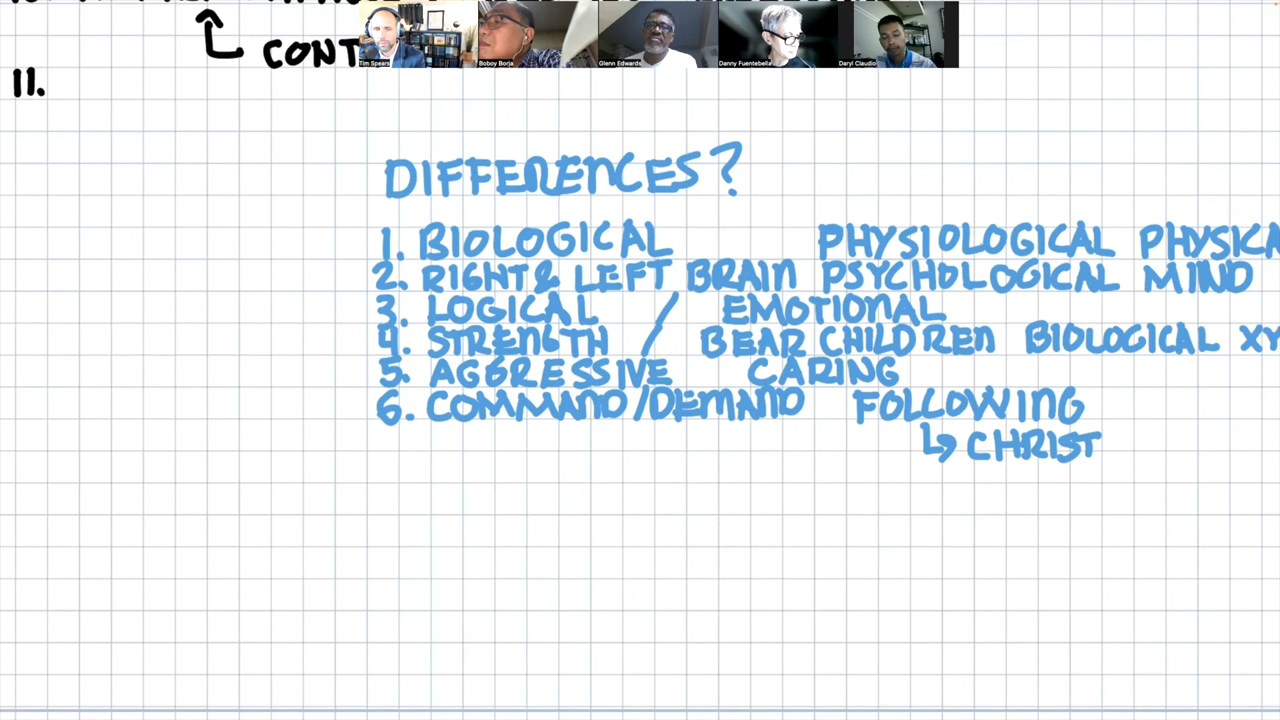 CONT
Tim Spears
Boboy Borja
Glenn Edwards
Danny Fuentebella
Daryl Claudio
11.
DIFFERENCES?
1. BIOLOGICAL PHYSIOLOGICAL PHYSICA
2. RIGHT & LEFT BRAIN PSYCHOLOGICAL MIND
3. LOGICAL / EMOTIONAL
4. STRENGTH / BEAR CHILDREN BIOLOGICAL XY
5. AGGRESSIVE CARING
6. COMMAND/DEMAND FOLLOWING
↳ CHRIST